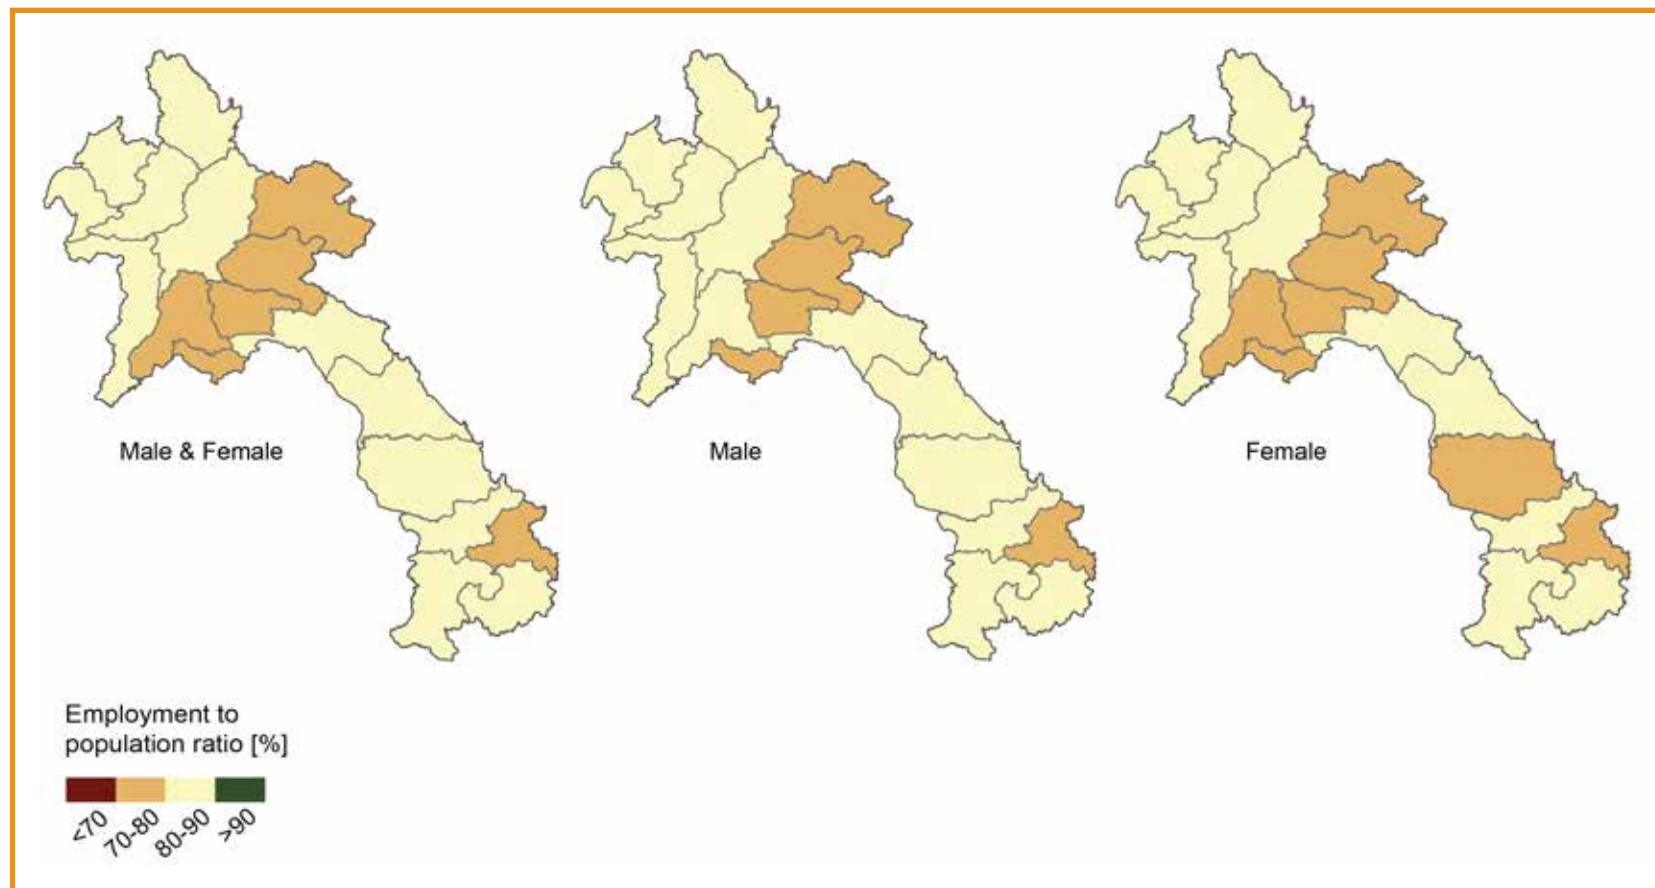 Male & Female
Male
Female
Employment to
population ratio [%]
<70
70-80
80-90
>90